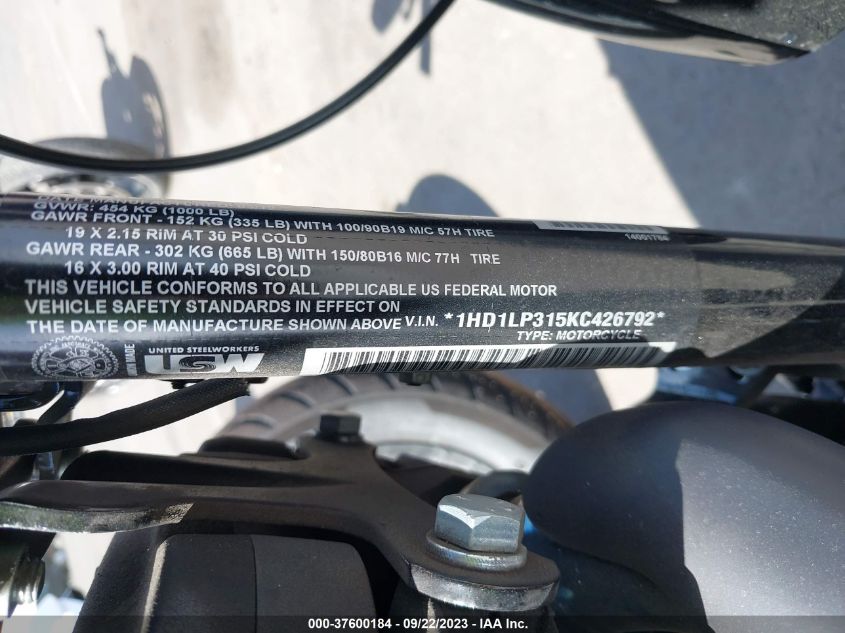 GVWR: 454 KG (1000 LB)
GAWR FRONT - 152 KG (335 LB) WITH 100/90B19 M/C 57H TIRE
19 X 2.15 RIM AT 30 PSI COLD
GAWR REAR - 302 KG (665 LB) WITH 150/80B16 M/C 77H TIRE
16 X 3.00 RIM AT 40 PSI COLD
THIS VEHICLE CONFORMS TO ALL APPLICABLE US FEDERAL MOTOR
VEHICLE SAFETY STANDARDS IN EFFECT ON
THE DATE OF MANUFACTURE SHOWN ABOVE V.I.N. *1HD1LP315KC426792*
TYPE: MOTORCYCLE
14001784
UNION MADE
UNITED STEELWORKERS
USW
000-37600184 - 09/22/2023 - IAA Inc.